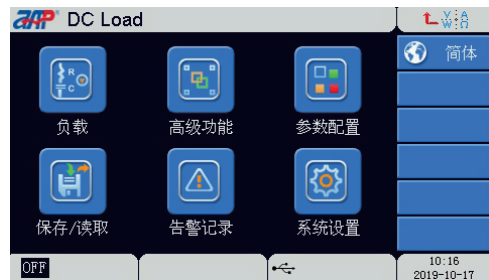 DC Load
简体
负载
高级功能
参数配置
保存/读取
告警记录
系统设置
OFF
10:16
2019-10-17